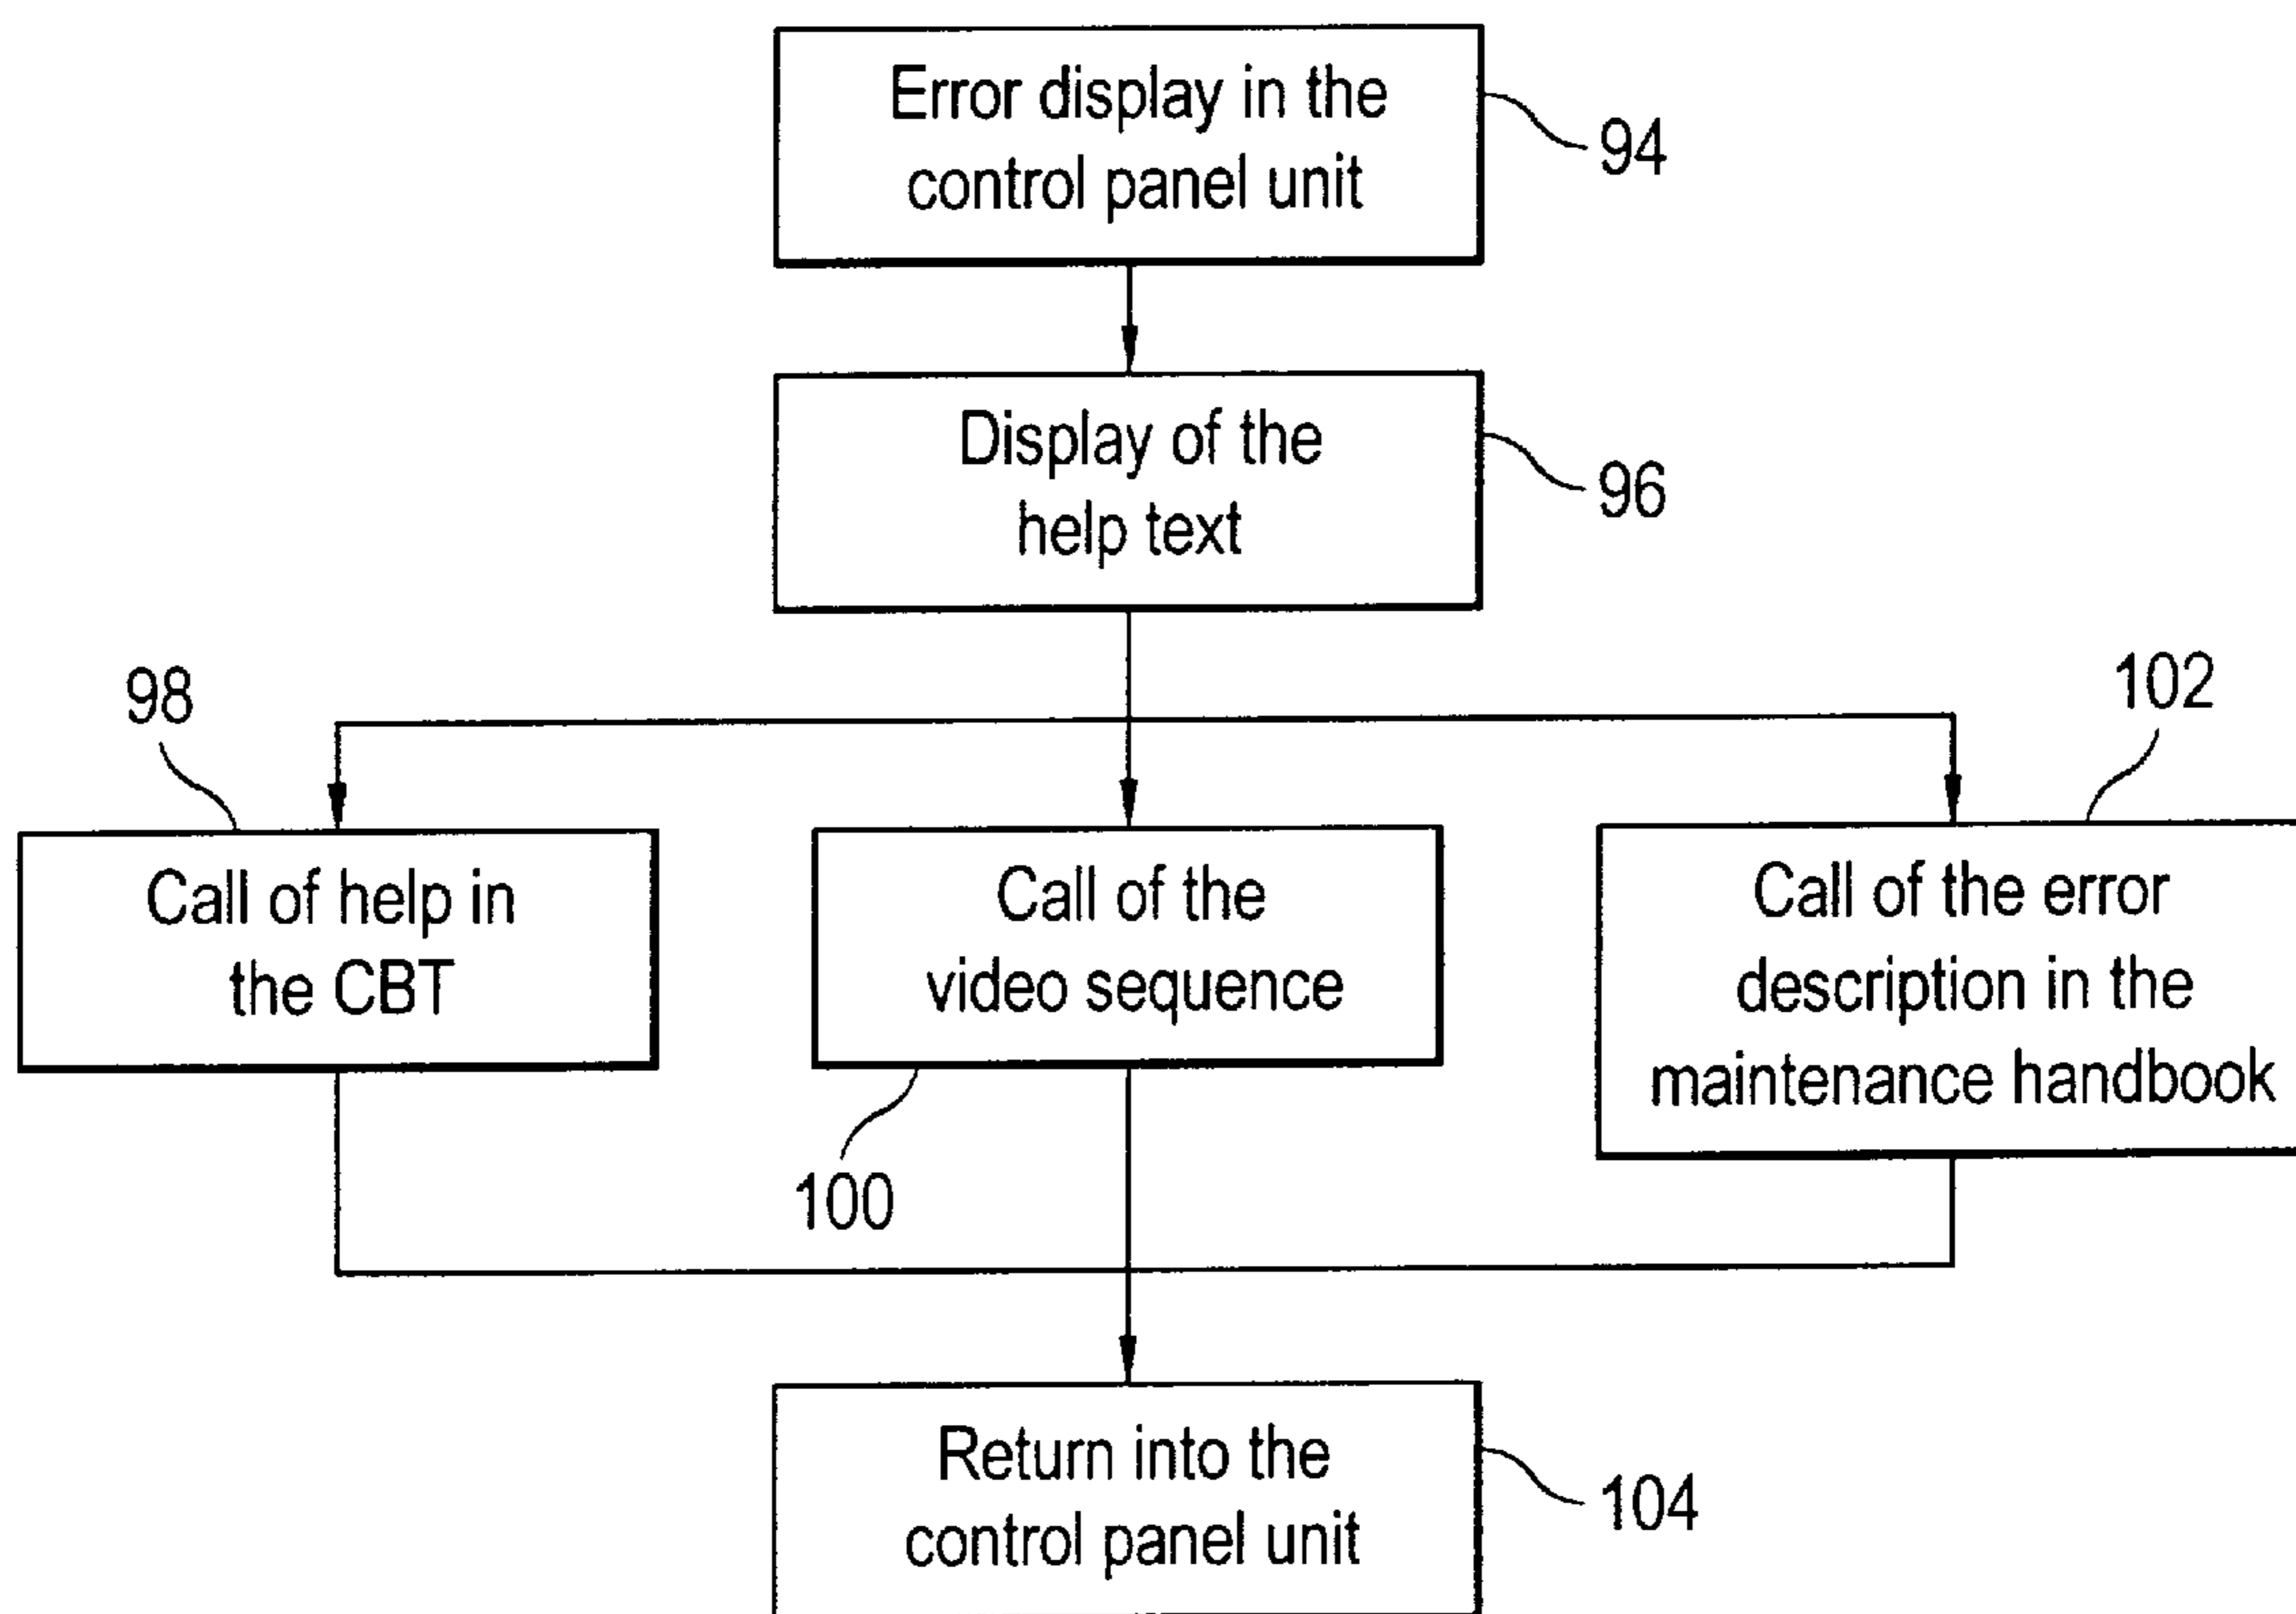 Error display in the
control panel unit
94
Display of the
help text
96
98
102
Call of help in
the CBT
Call of the
video sequence
100
Call of the error
description in the
maintenance handbook
Return into the
control panel unit
104